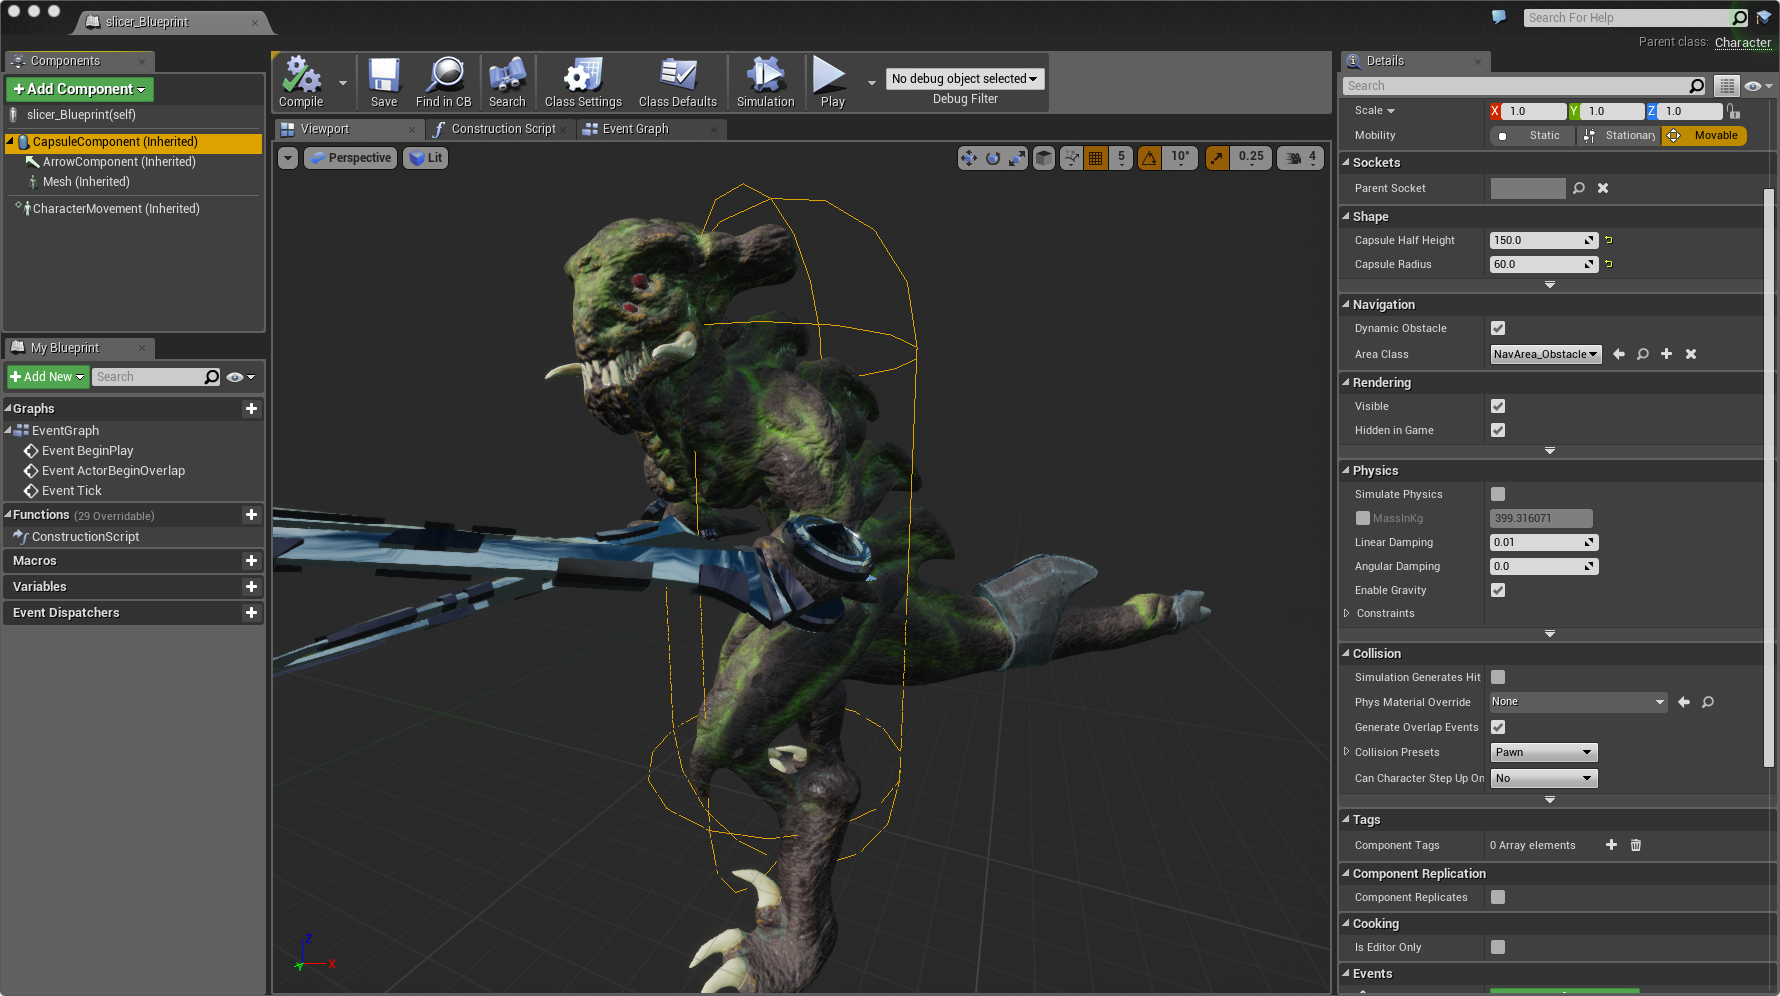 slicer_Blueprint
Search For Help
Parent class: Character
Components
Add Component
slicer_Blueprint(self)
CapsuleComponent (Inherited)
ArrowComponent (Inherited)
Mesh (Inherited)
CharacterMovement (Inherited)
My Blueprint
Add New
Search
Graphs
EventGraph
Event BeginPlay
Event ActorBeginOverlap
Event Tick
Functions (29 Overridable)
ConstructionScript
Macros
Variables
Event Dispatchers
Compile
Save
Find in CB
Search
Class Settings
Class Defaults
Simulation
Play
No debug object selected
Debug Filter
Viewport
Construction Script
Event Graph
Perspective
Lit
5
10°
0.25
4
Z
X
Y
Details
Search
Scale X 1.0 Y 1.0 Z 1.0
Mobility Static Stationary Movable
Sockets
Parent Socket
Shape
Capsule Half Height 150.0
Capsule Radius 60.0
Navigation
Dynamic Obstacle
Area Class NavArea_Obstacle
Rendering
Visible
Hidden in Game
Physics
Simulate Physics
MassInKg 399.316071
Linear Damping 0.01
Angular Damping 0.0
Enable Gravity
Constraints
Collision
Simulation Generates Hit
Phys Material Override None
Generate Overlap Events
Collision Presets Pawn
Can Character Step Up On No
Tags
Component Tags 0 Array elements
Component Replication
Component Replicates
Cooking
Is Editor Only
Events